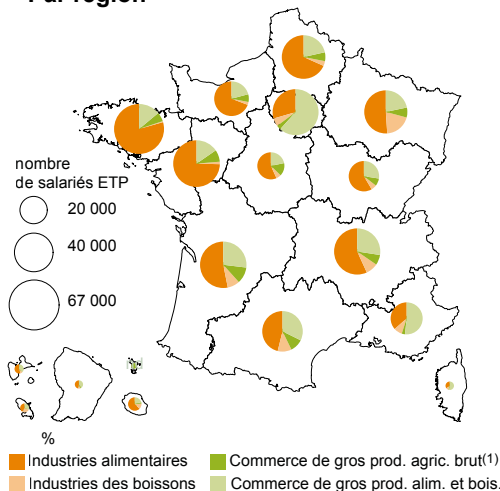 Par région
nombre
de salariés ETP
20 000
40 000
67 000
%
Industries alimentaires
Commerce de gros prod. agric. brut(1)
Industries des boissons
Commerce de gros prod. alim. et bois.